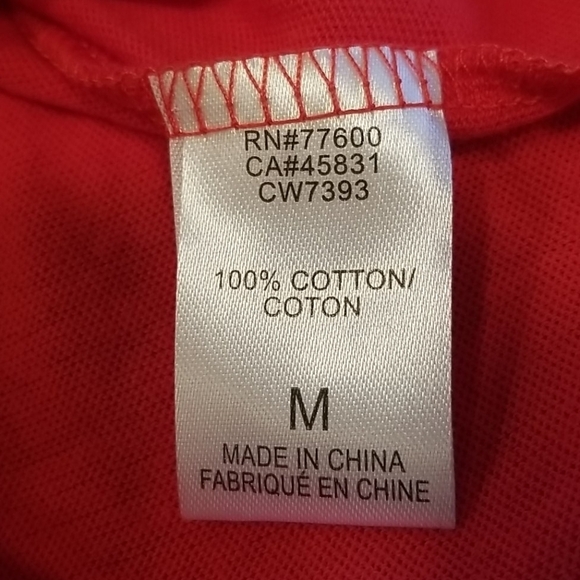 RN#77600
CA#45831
CW7393
100% COTTON/
COTON
M
MADE IN CHINA
FABRIQUÉ EN CHINE